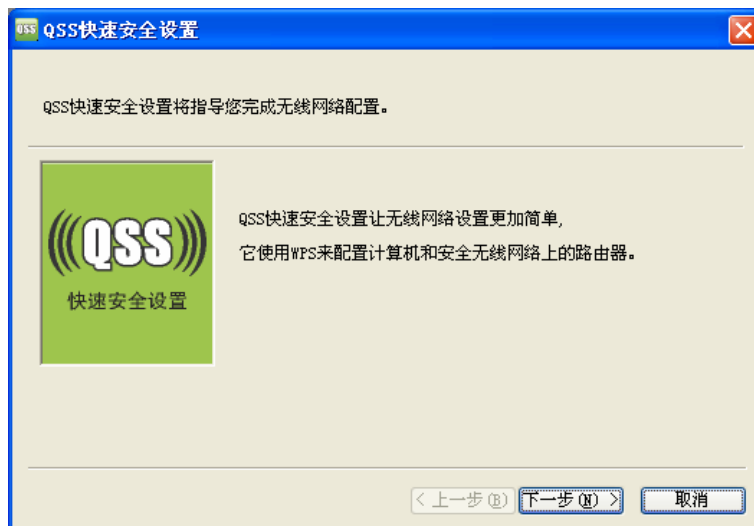 QSS QSS快速安全设置
QSS快速安全设置将指导您完成无线网络配置。
(((QSS)))
快速安全设置
QSS快速安全设置让无线网络设置更加简单,
它使用WPS来配置计算机和安全无线网络上的路由器。
< 上一步(B) 下一步(N) > 取消